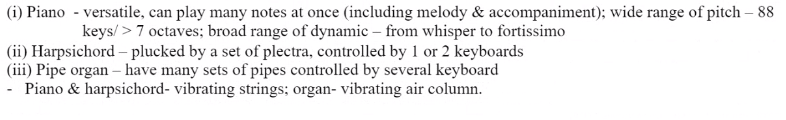 (i) Piano - versatile, can play many notes at once (including melody & accompaniment); wide range of pitch – 88
keys/ > 7 octaves; broad range of dynamic – from whisper to fortissimo
(ii) Harpsichord – plucked by a set of plectra, controlled by 1 or 2 keyboards
(iii) Pipe organ – have many sets of pipes controlled by several keyboard
- Piano & harpsichord- vibrating strings; organ- vibrating air column.